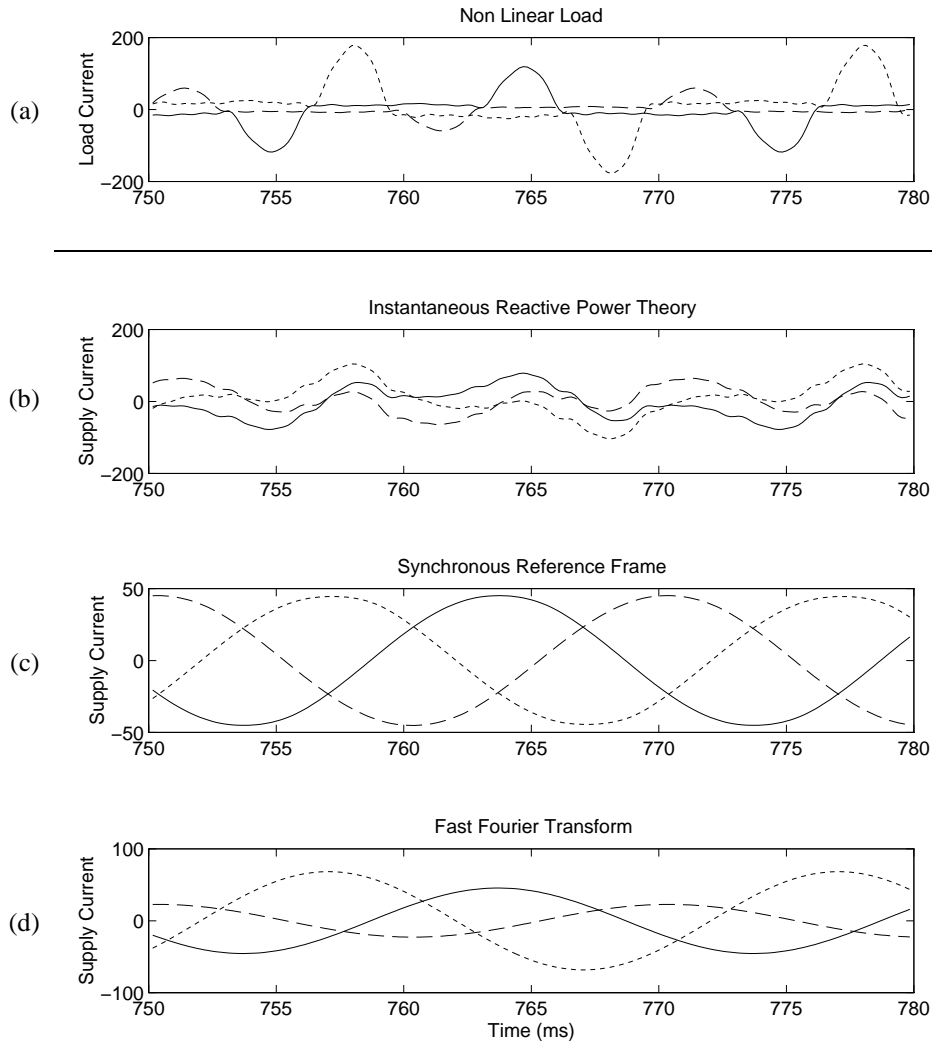 Non Linear Load
(a)
Load Current
200
0
−200
750 755 760 765 770 775 780
Instantaneous Reactive Power Theory
(b)
Supply Current
200
0
−200
750 755 760 765 770 775 780
Synchronous Reference Frame
(c)
Supply Current
50
0
−50
750 755 760 765 770 775 780
Fast Fourier Transform
(d)
Supply Current
100
0
−100
750 755 760 765 770 775 780
Time (ms)